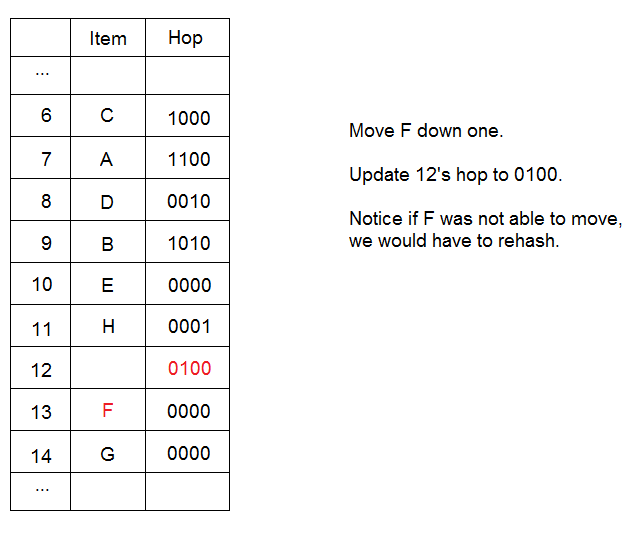 Item Hop
...
6 C 1000
7 A 1100
8 D 0010
9 B 1010
10 E 0000
11 H 0001
12 0100
13 F 0000
14 G 0000
...
Move F down one.
Update 12's hop to 0100.
Notice if F was not able to move,
we would have to rehash.